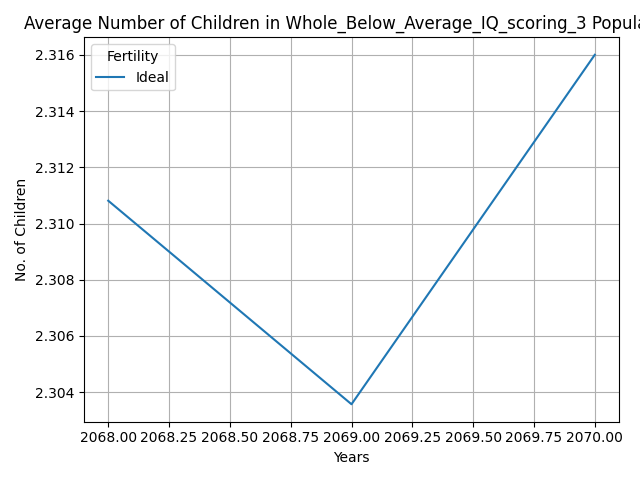 Average Number of Children in Whole_Below_Average_IQ_scoring_3 Popula
Fertility
Ideal
2.316
2.314
2.312
2.310
2.308
2.306
2.304
No. of Children
2068.00 2068.25 2068.50 2068.75 2069.00 2069.25 2069.50 2069.75 2070.00
Years